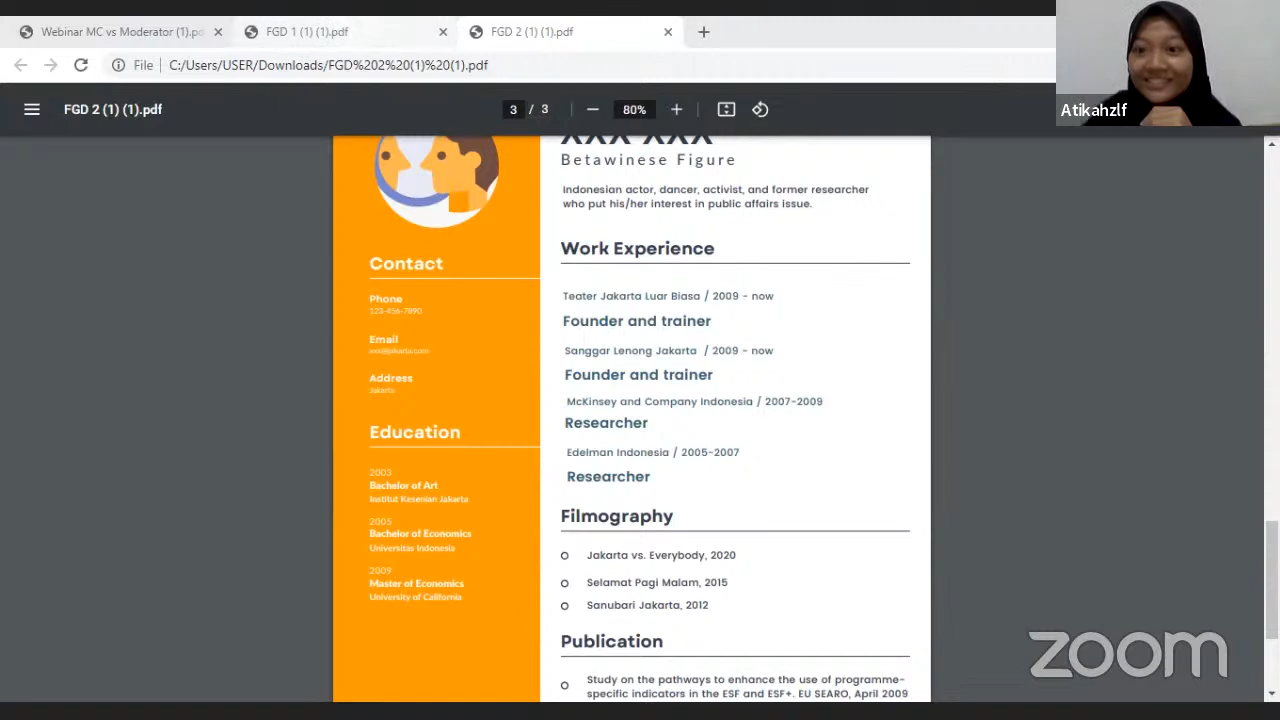 Webinar MC vs Moderator (1).pd
FGD 1 (1) (1).pdf
FGD 2 (1) (1).pdf
File
C:/Users/USER/Downloads/FGD%202%20(1)%20(1).pdf
Atikahzlf
FGD 2 (1) (1).pdf
3 / 3
80%
XXX XXX
Betawinese Figure
Indonesian actor, dancer, activist, and former researcher
who put his/her interest in public affairs issue.
Contact
Phone
123-456-7890
Email
Address
Jakarta
Education
2003
Bachelor of Art
Institut Kesenian Jakarta
2005
Bachelor of Economics
Universitas Indonesia
2009
Master of Economics
University of California
Work Experience
Teater Jakarta Luar Biasa / 2009 - now
Founder and trainer
Sanggar Lenong Jakarta / 2009 - now
Founder and trainer
McKinsey and Company Indonesia / 2007-2009
Researcher
Edelman Indonesia / 2005-2007
Researcher
Filmography
Jakarta vs. Everybody, 2020
Selamat Pagi Malam, 2015
Sanubari Jakarta, 2012
Publication
Study on the pathways to enhance the use of programme-
specific indicators in the ESF and ESF+. EU SEARO, April 2009
zoom